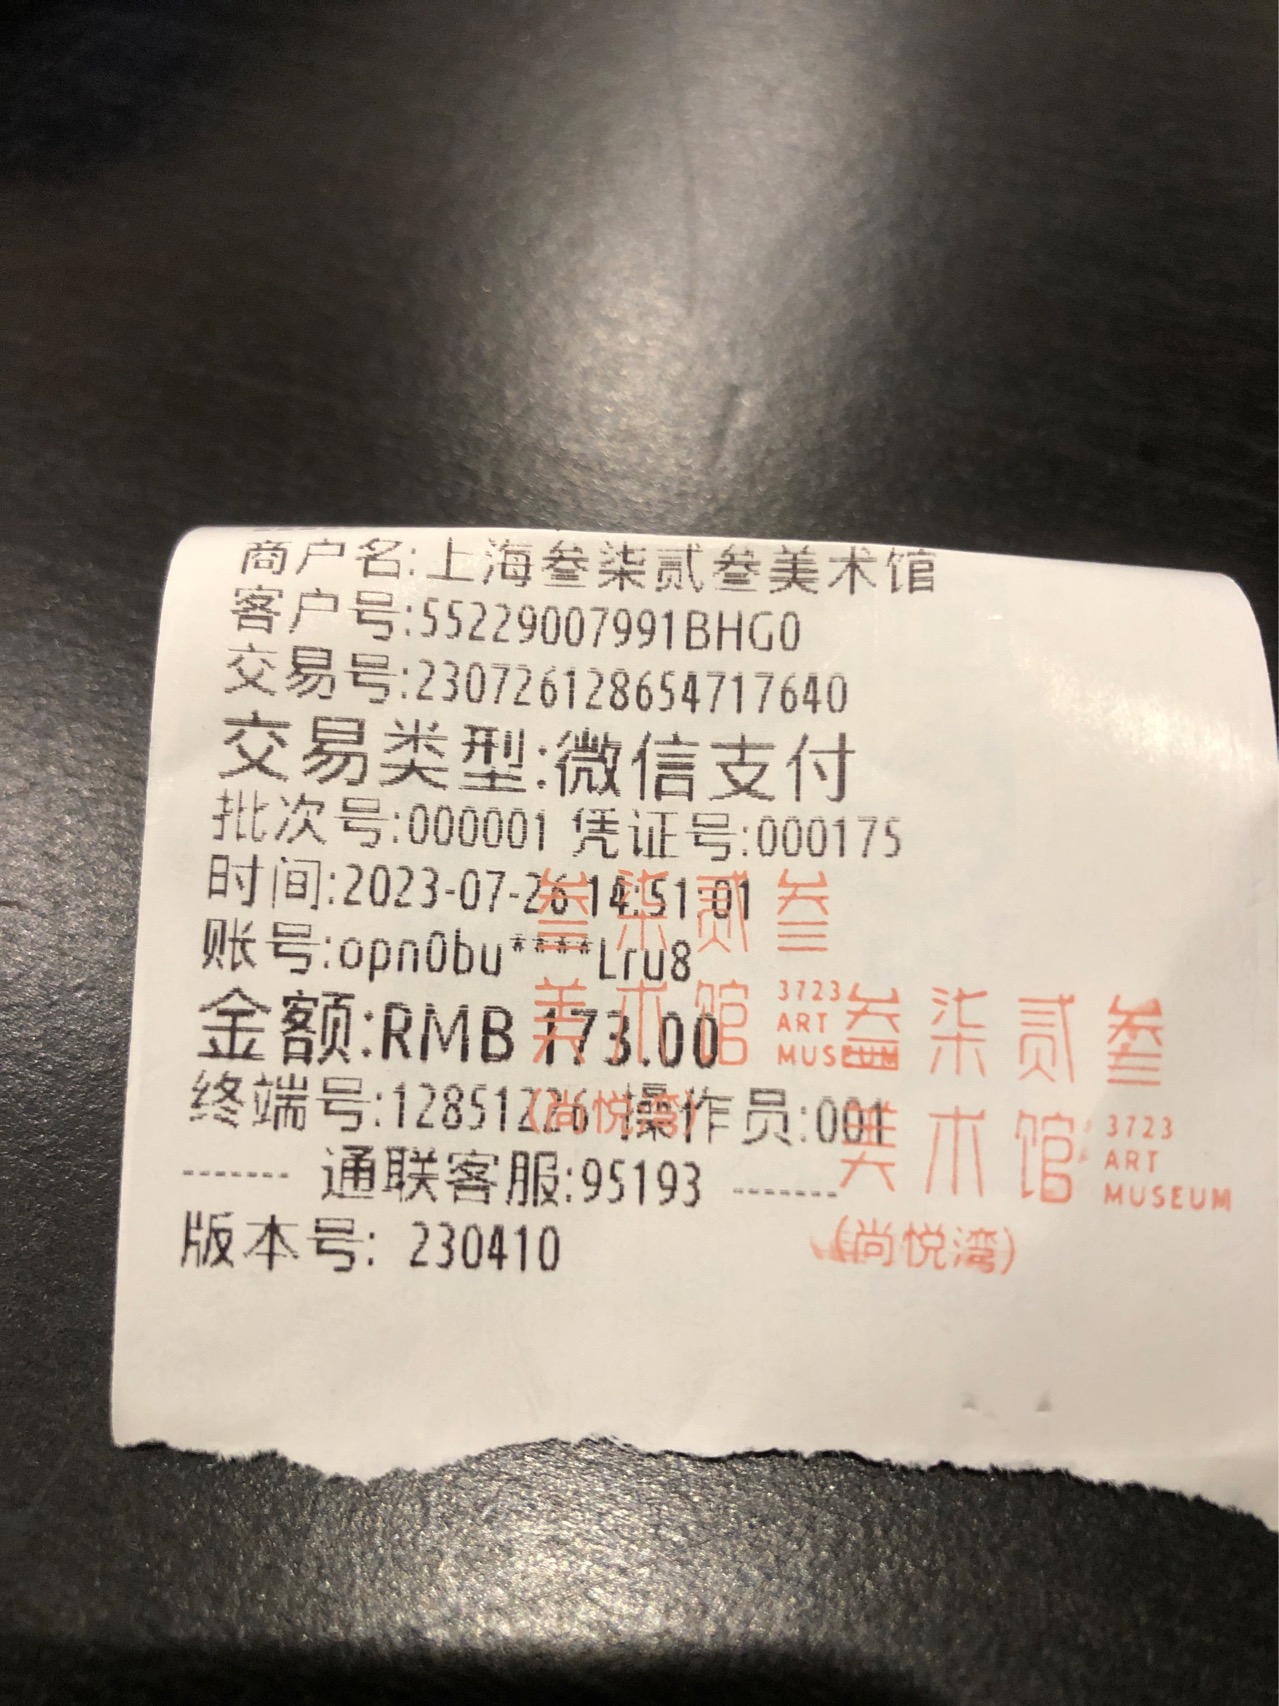 商户名:上海叁柒贰叁美术馆
客户号:55229007991BHG0
交易号:230726128654717640
交易类型:微信支付
批次号:000001 凭证号:000175
时间:2023-07-26 14:51:01
账号:opn0bu****Lru8
金额:RMB 173.00
终端号:12851226 操作员:001
------- 通联客服:95193 -------
版本号: 230410
叁柒贰叁
美术馆 3723
ART
MUSEUM
(尚悦湾)
叁柒贰叁
美术馆 3723
ART
MUSEUM
(尚悦湾)